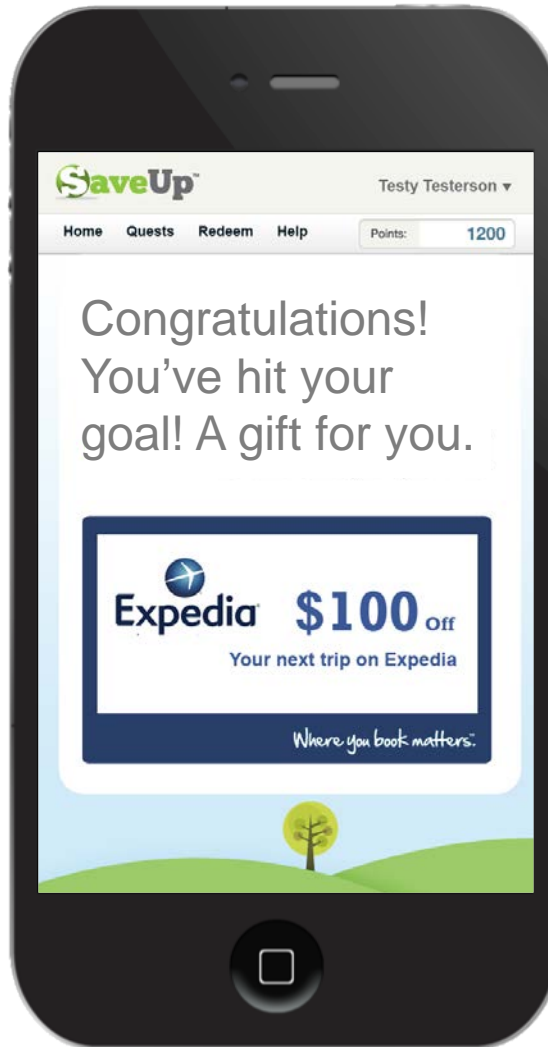 SaveUp™
Testy Testerson ▼
Home Quests Redeem Help Points: 1200
Congratulations!
You’ve hit your
goal! A gift for you.
Expedia $100 Off
Your next trip on Expedia
Where you book matters.™